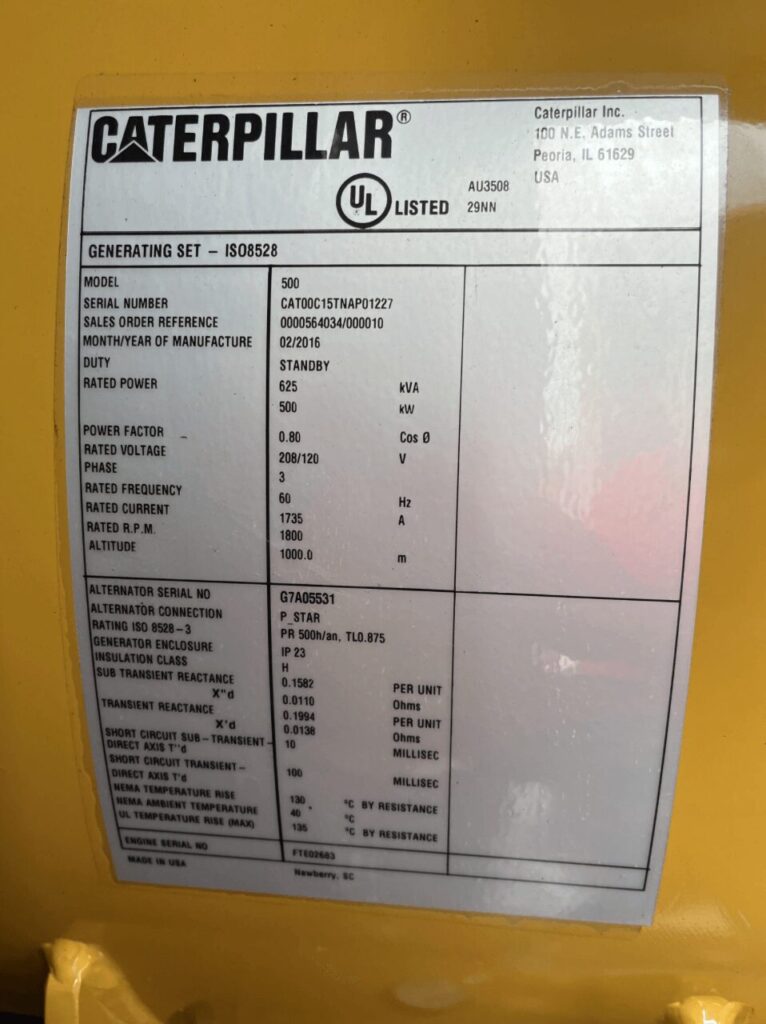 CATERPILLAR®
Caterpillar Inc.
100 N.E. Adams Street
Peoria, IL 61629
USA
UL LISTED AU3508
29NN
GENERATING SET – ISO8528
MODEL 500
SERIAL NUMBER CAT00C15TNAP01227
SALES ORDER REFERENCE 0000564034/000010
MONTH/YEAR OF MANUFACTURE 02/2016
DUTY STANDBY
RATED POWER 625 kVA
500 kW
POWER FACTOR 0.80 Cos Ø
RATED VOLTAGE 208/120 V
PHASE 3
RATED FREQUENCY 60 Hz
RATED CURRENT 1735 A
RATED R.P.M. 1800
ALTITUDE 1000.0 m
ALTERNATOR SERIAL NO G7A05531
ALTERNATOR CONNECTION P_STAR
RATING ISO 8528–3 PR 500h/an, TL0.875
GENERATOR ENCLOSURE IP 23
INSULATION CLASS H
SUB TRANSIENT REACTANCE 0.1582 PER UNIT
X"d 0.0110 Ohms
TRANSIENT REACTANCE 0.1994 PER UNIT
X'd 0.0138 Ohms
SHORT CIRCUIT SUB–TRANSIENT– 10 MILLISEC
DIRECT AXIS T"d
SHORT CIRCUIT TRANSIENT– 100 MILLISEC
DIRECT AXIS T'd
NEMA TEMPERATURE RISE 130 °C BY RESISTANCE
NEMA AMBIENT TEMPERATURE 40 °C
UL TEMPERATURE RISE (MAX) 135 °C BY RESISTANCE
ENGINE SERIAL NO FTE02683
MADE IN USA Newberry, SC